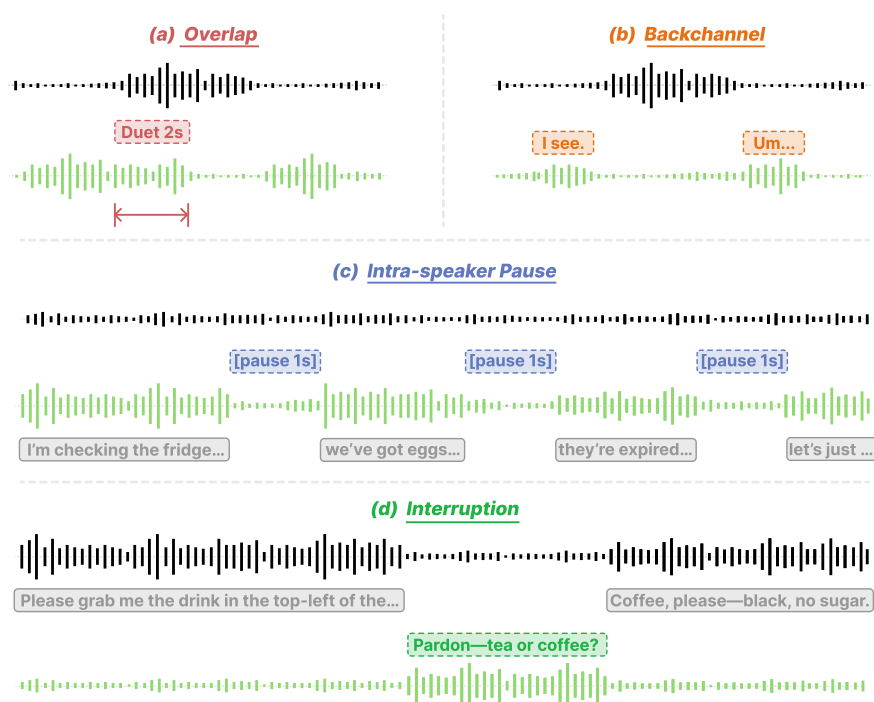 (a) Overlap
Duet 2s
(b) Backchannel
I see.
Um...
(c) Intra-speaker Pause
[pause 1s]
[pause 1s]
[pause 1s]
I'm checking the fridge...
we've got eggs...
they're expired...
let's just ...
(d) Interruption
Please grab me the drink in the top-left of the...
Coffee, please—black, no sugar.
Pardon—tea or coffee?